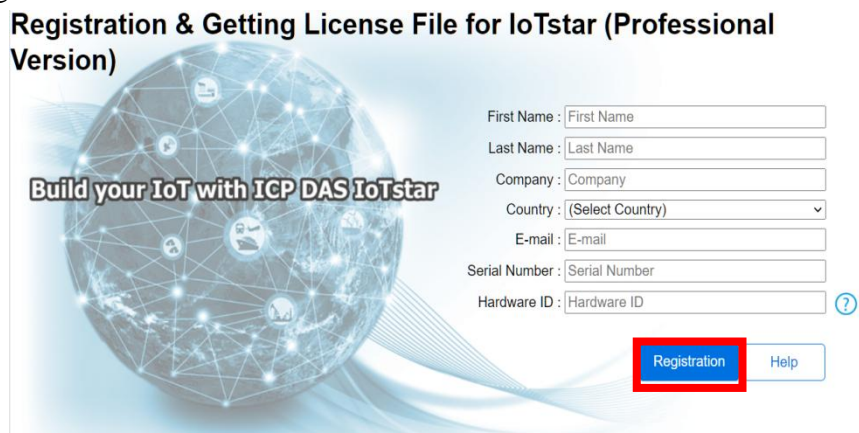 Registration & Getting License File for IoTstar (Professional
Version)
Build your IoT with ICP DAS IoTstar
First Name : First Name
Last Name : Last Name
Company : Company
Country : (Select Country)
E-mail : E-mail
Serial Number : Serial Number
Hardware ID : Hardware ID ?
Registration Help